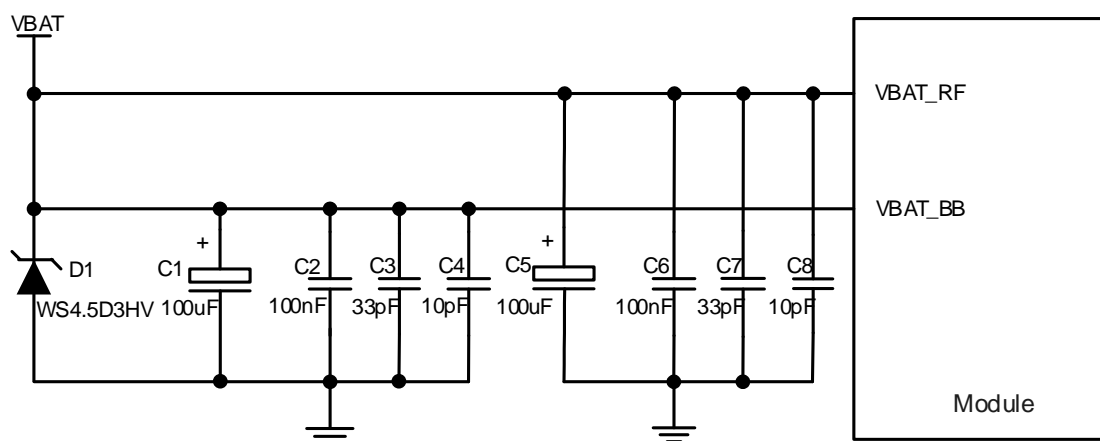 VBAT
VBAT_RF
VBAT_BB
+
+
D1
C1
C2
C3
C4
C5
C6
C7
C8
WS4.5D3HV
100uF
100nF
33pF
10pF
100uF
100nF
33pF
10pF
Module